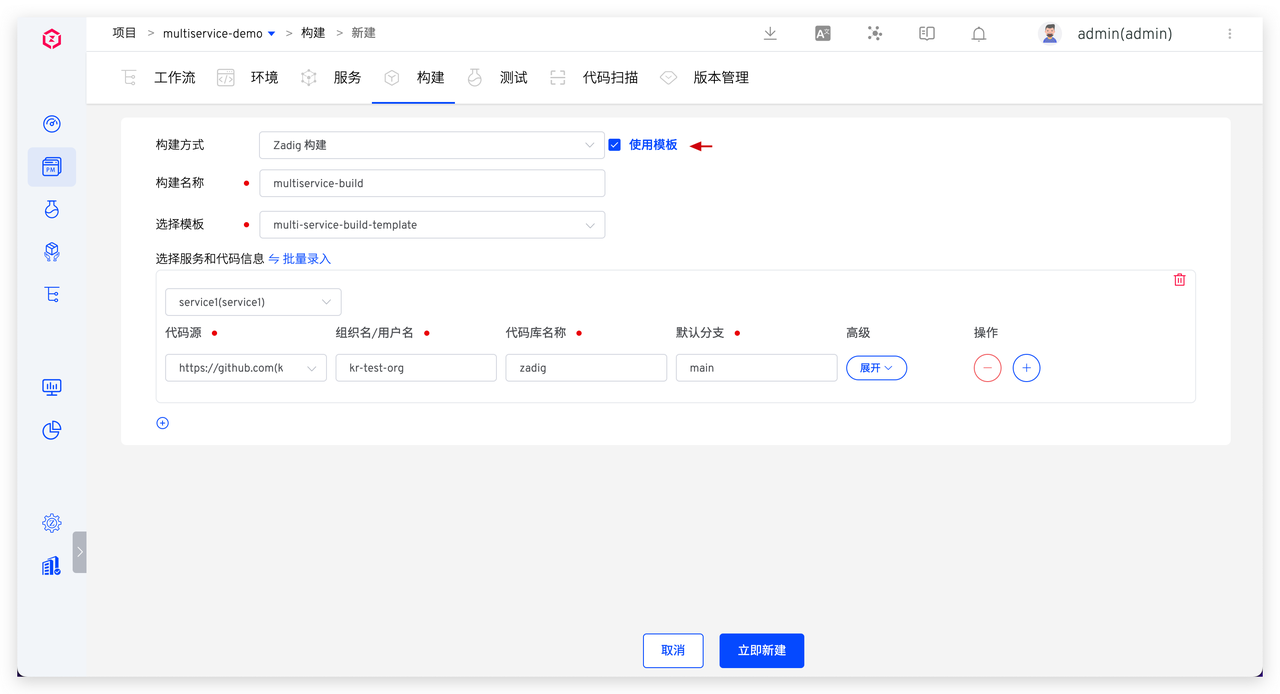 项目 > multiservice-demo > 构建 > 新建 admin(admin)
工作流 环境 服务 构建 测试 代码扫描 版本管理
构建方式 Zadig 构建 使用模板
构建名称 multiservice-build
选择模板 multi-service-build-template
选择服务和代码信息 批量录入
service1(service1)
代码源 组织名/用户名 代码库名称 默认分支 高级 操作
https://github.com(k kr-test-org zadig main 展开
取消 立即新建